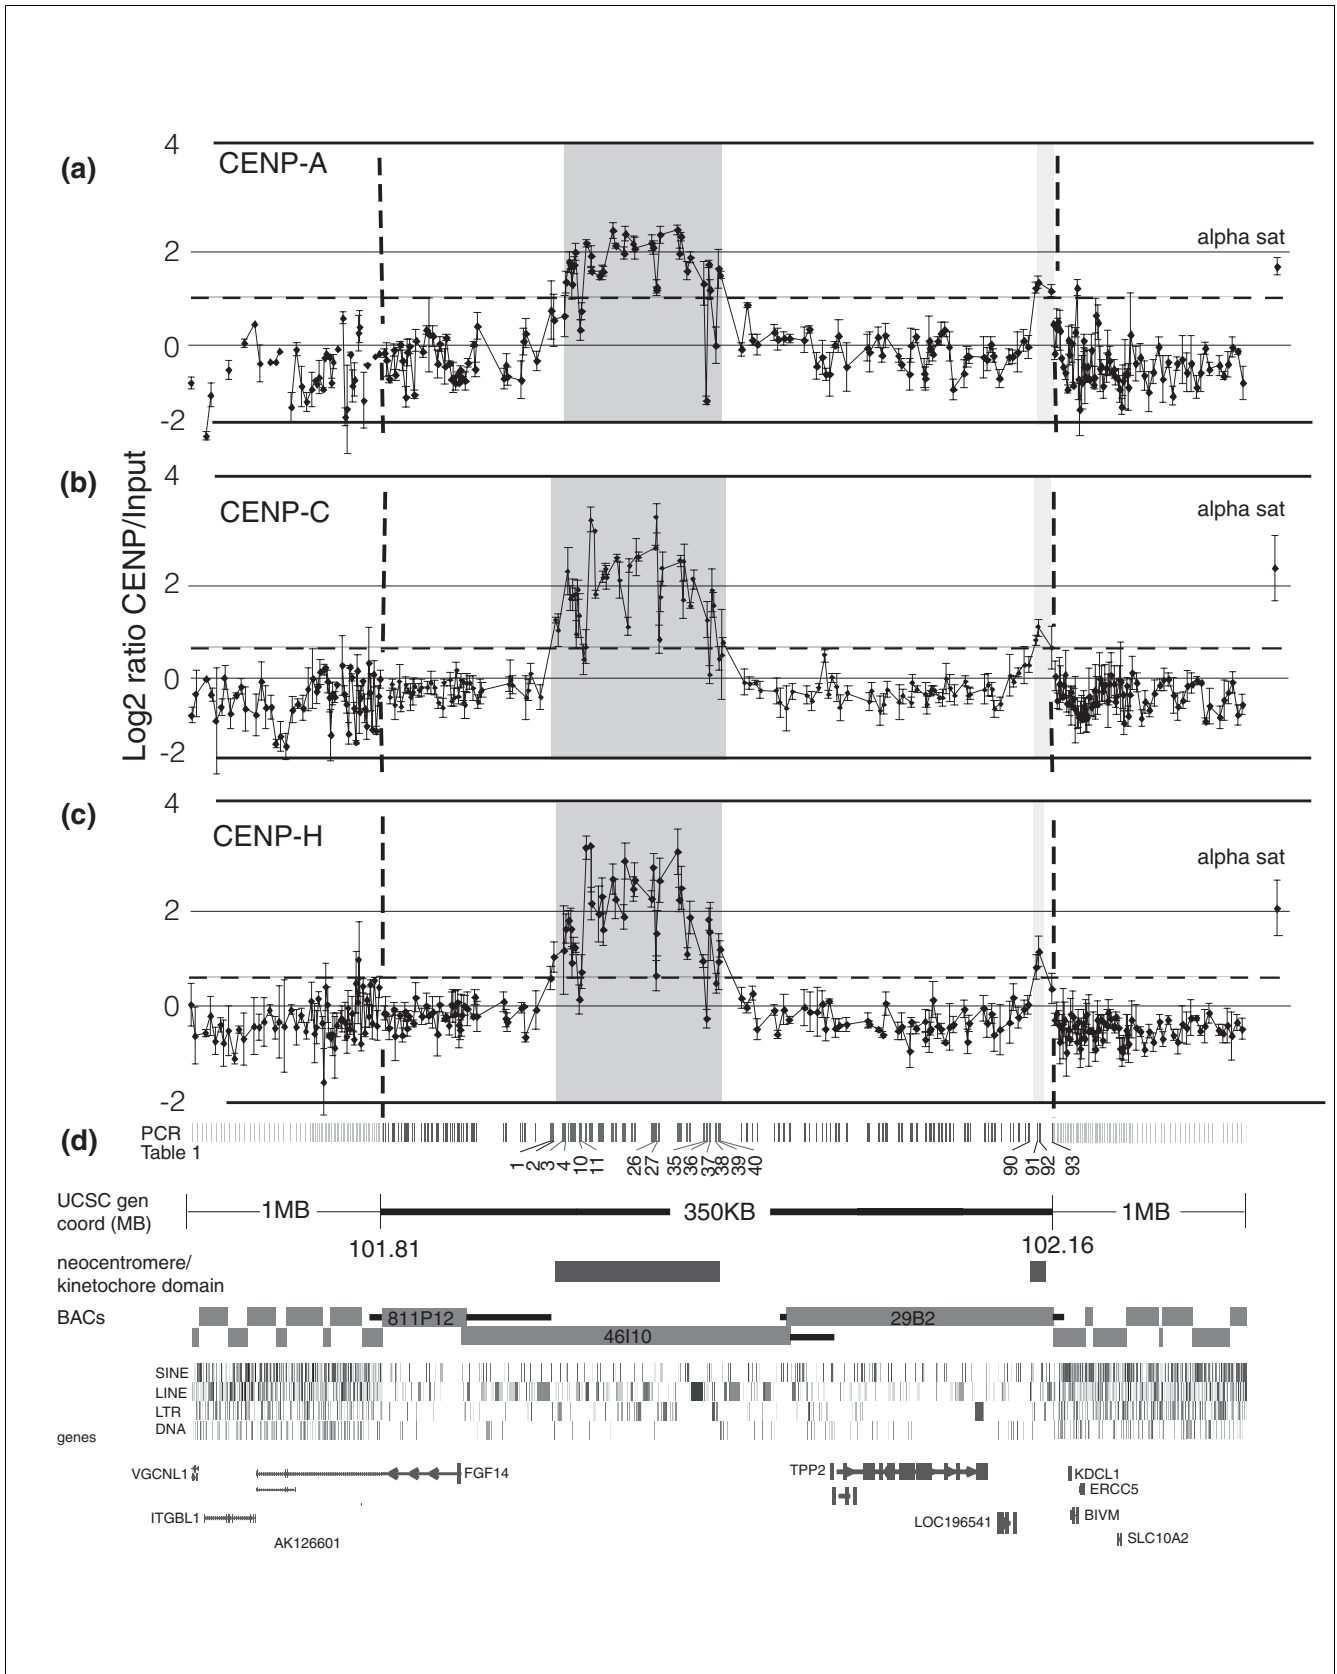 (a)
4
CENP-A
2
alpha sat
0
-2
Log2 ratio CENP/Input
(b)
4
CENP-C
alpha sat
2
0
-2
(c)
4
CENP-H
alpha sat
2
0
-2
(d)
PCR
Table 1
1 2 3 4 10 11 26 27 35 36 37 38 39 40 90 91 92 93
UCSC gen
coord (MB)
1MB 350KB 1MB
101.81 102.16
neocentromere/
kinetochore domain
BACs
811P12 29B2
46I10
SINE
LINE
LTR
DNA
genes
VGCNL1 FGF14 TPP2 KDCL1
ERCC5
ITGBL1 LOC196541 BIVM
AK126601 SLC10A2